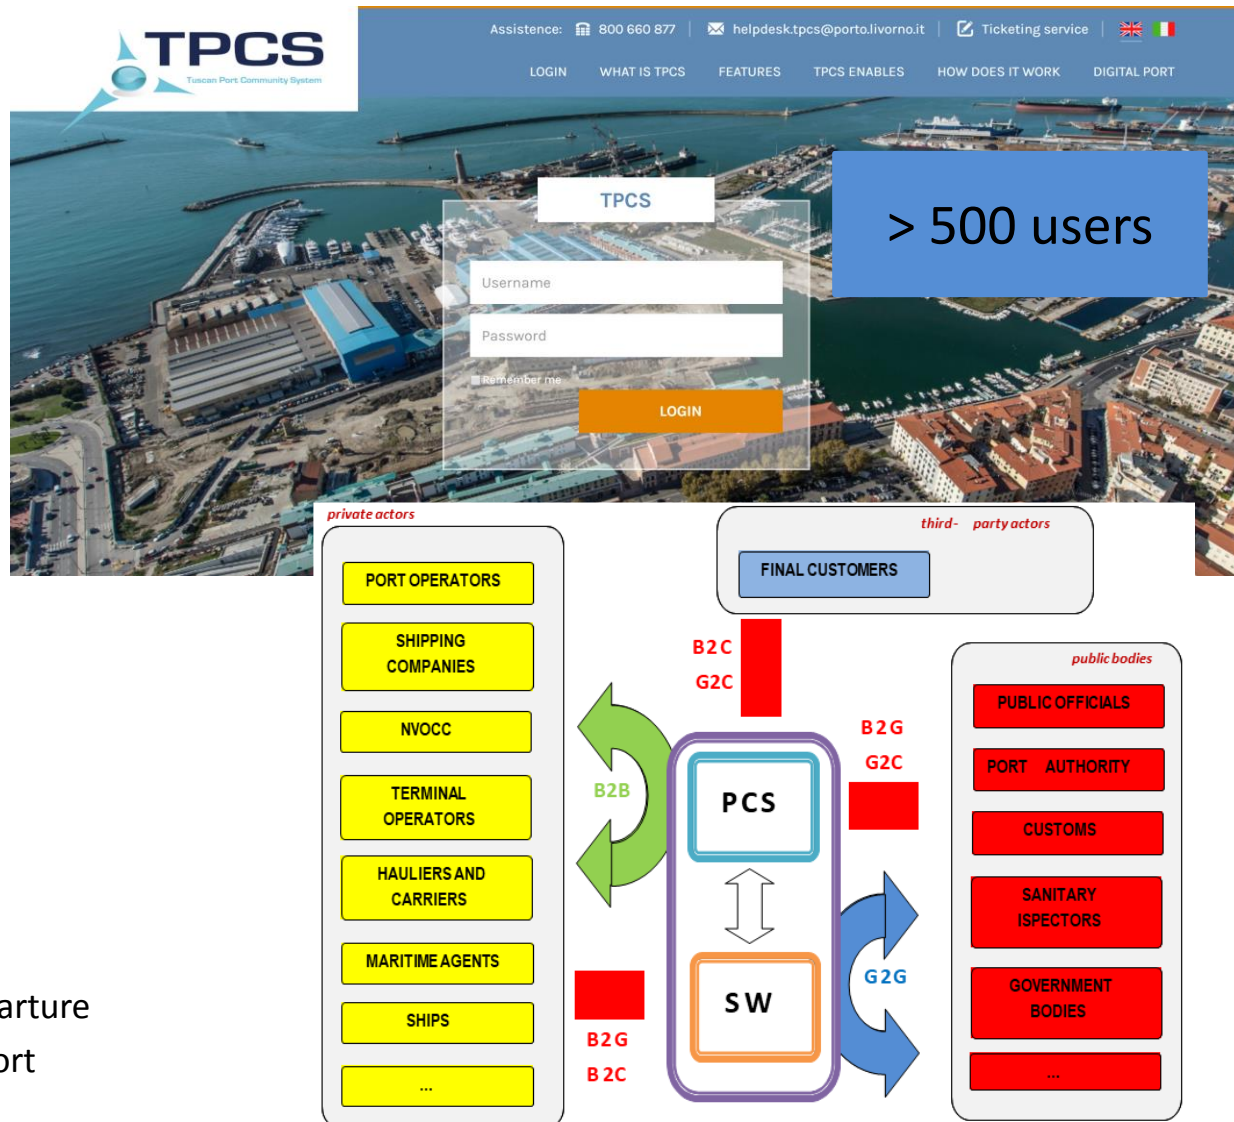 TPCS
Tuscan Port Community System
Assistence: 800 660 877 | helpdesk.tpcs@porto.livorno.it | Ticketing service |
LOGIN WHAT IS TPCS FEATURES TPCS ENABLES HOW DOES IT WORK DIGITAL PORT
TPCS
> 500 users
Username
Password
Remember me
LOGIN
private actors
PORT OPERATORS
SHIPPING
COMPANIES
NVOCC
TERMINAL
OPERATORS
HAULIERS AND
CARRIERS
MARITIME AGENTS
SHIPS
...
third- party actors
FINAL CUSTOMERS
B2C
G2C
B2G
G2C
B2B
PCS
SW
G2G
B2G
B2C
public bodies
PUBLIC OFFICIALS
PORT AUTHORITY
CUSTOMS
SANITARY
ISPECTORS
GOVERNMENT
BODIES
...
arture
ort